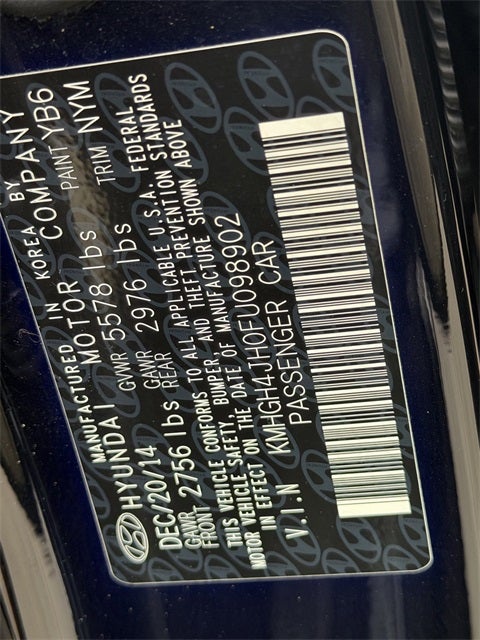 MANUFACTURED IN KOREA BY
HYUNDAI MOTOR COMPANY
DEC/20/14 GVWR 5578 lbs PAINT YB6
GAWR FRONT 2756 lbs GAWR REAR 2976 lbs TRIM NYM
THIS VEHICLE CONFORMS TO ALL APPLICABLE U.S.A. FEDERAL
MOTOR VEHICLE SAFETY, BUMPER, AND THEFT PREVENTION STANDARDS
IN EFFECT ON THE DATE OF MANUFACTURE SHOWN ABOVE
V.I.N KMHGH4JH0FU098902
PASSENGER CAR